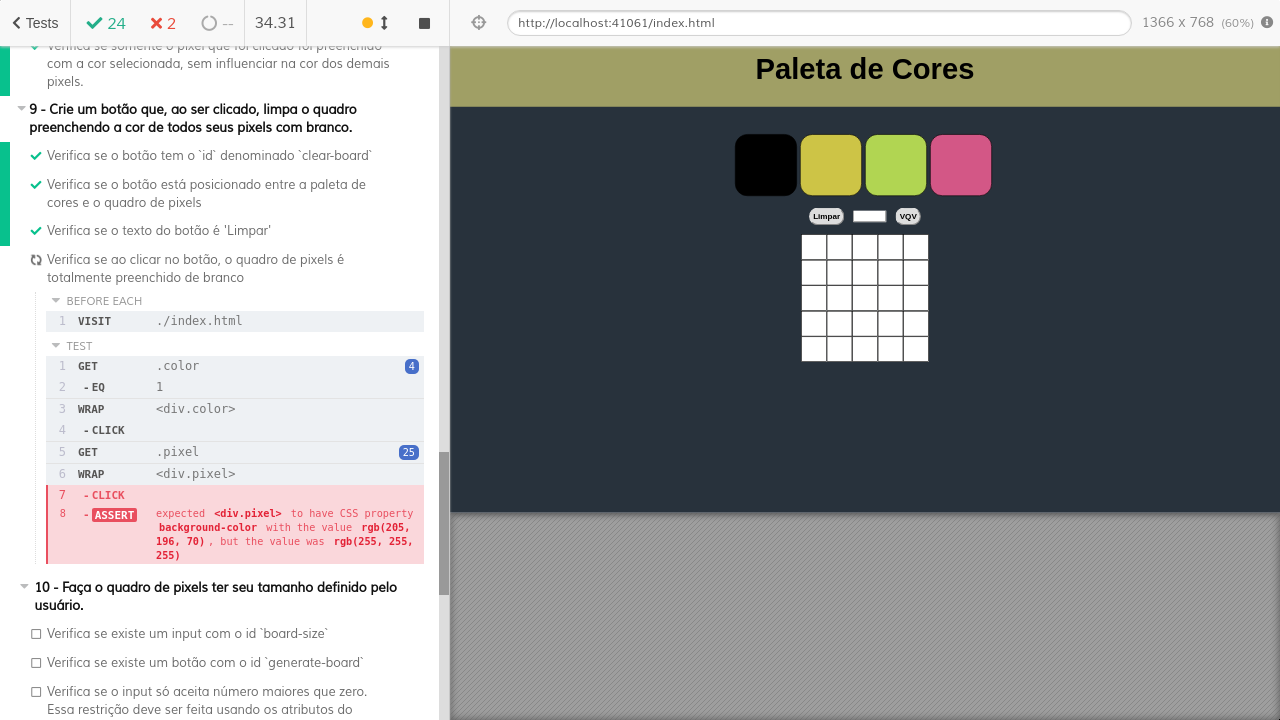 Tests
24
2
--
34.31
http://localhost:41061/index.html
1366 x 768 (60%)
Verifica se somente o pixel que foi clicado foi preenchido
com a cor selecionada, sem influenciar na cor dos demais
pixels.
9 - Crie um botão que, ao ser clicado, limpa o quadro
preenchendo a cor de todos seus pixels com branco.
Verifica se o botão tem o `id` denominado `clear-board`
Verifica se o botão está posicionado entre a paleta de
cores e o quadro de pixels
Verifica se o texto do botão é 'Limpar'
Verifica se ao clicar no botão, o quadro de pixels é
totalmente preenchido de branco
BEFORE EACH
1 VISIT ./index.html
TEST
1 GET .color 4
2 - EQ 1
3 WRAP <div.color>
4 - CLICK
5 GET .pixel 25
6 WRAP <div.pixel>
7 - CLICK
8 - ASSERT expected <div.pixel> to have CSS property
background-color with the value rgb(205,
196, 70), but the value was rgb(255, 255,
255)
10 - Faça o quadro de pixels ter seu tamanho definido pelo
usuário.
Verifica se existe um input com o id `board-size`
Verifica se existe um botão com o id `generate-board`
Verifica se o input só aceita número maiores que zero.
Essa restrição deve ser feita usando os atributos do
Paleta de Cores
Limpar
VQV